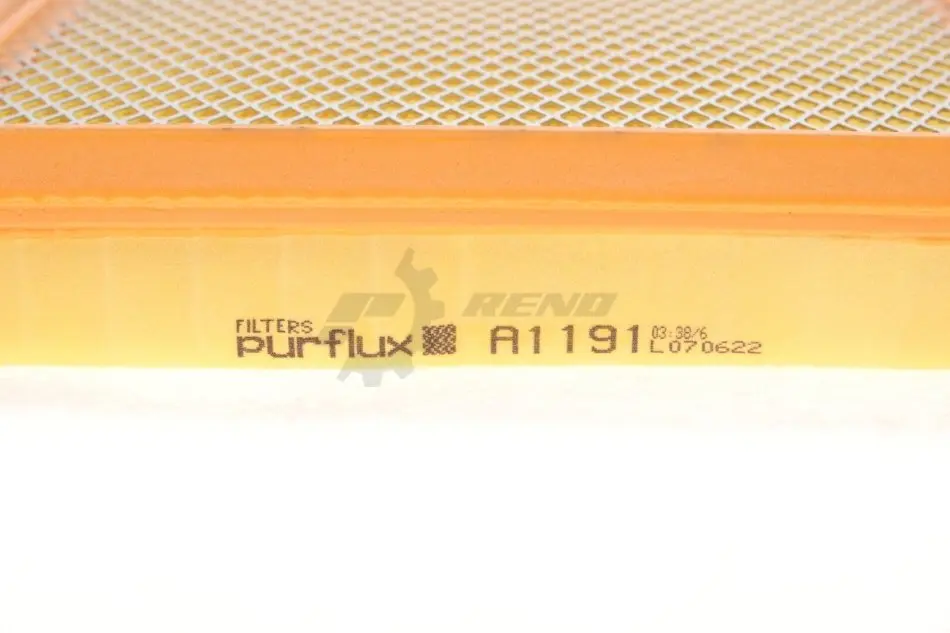 RENO
FILTERS
purflux A1191 03:38/6
L070622